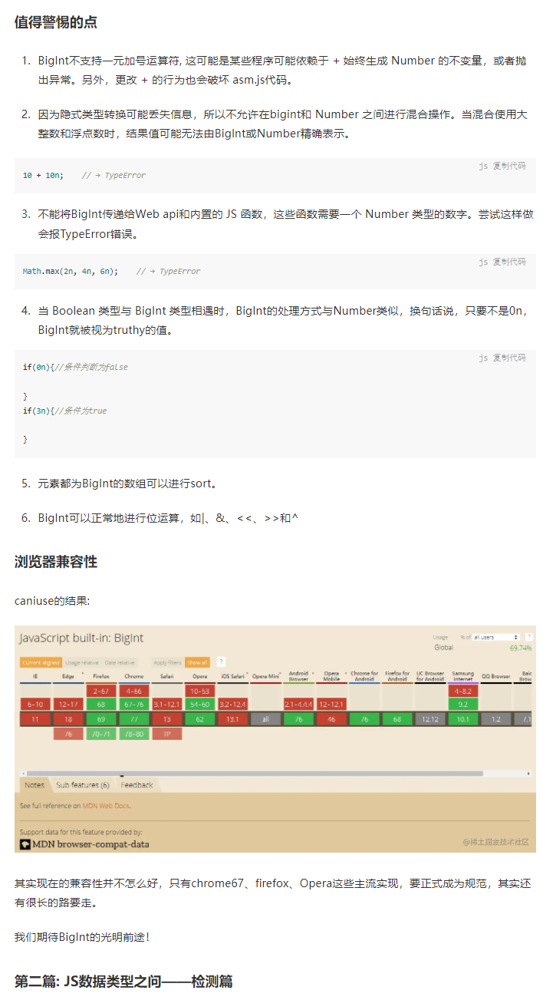 值得警惕的点
1. BigInt不支持一元加号运算符, 这可能是某些程序可能依赖于 + 始终生成 Number 的不变量，或者抛
出异常。另外，更改 + 的行为也会破坏 asm.js代码。
2. 因为隐式类型转换可能丢失信息，所以不允许在bigint和 Number 之间进行混合操作。当混合使用大
整数和浮点数时，结果值可能无法由BigInt或Number精确表示。
js 复制代码
10 + 10n;    // → TypeError
3. 不能将BigInt传递给Web api和内置的 JS 函数，这些函数需要一个 Number 类型的数字。尝试这样做
会报TypeError错误。
js 复制代码
Math.max(2n, 4n, 6n);    // → TypeError
4. 当 Boolean 类型与 BigInt 类型相遇时，BigInt的处理方式与Number类似，换句话说，只要不是0n，
BigInt就被视为truthy的值。
js 复制代码
if(0n){//条件判断为false
}
if(3n){//条件为true
}
5. 元素都为BigInt的数组可以进行sort。
6. BigInt可以正常地进行位运算，如|、&、<<、>>和^
浏览器兼容性
caniuse的结果:
JavaScript built-in: BigInt
Usage % of all users ?
Global 69.74%
Current aligned Usage relative Date relative Apply filters Show all ?
IE Edge * Firefox Chrome Safari Opera iOS Safari * Opera Mini * Android Browser * Opera Mobile * Chrome for Android Firefox for Android UC Browser for Android Samsung Internet QQ Browser Baid Brow
2-67 4-66 10-53 4-8.2
6-10 12-17 68 67-76 3.1-12.1 54-60 3.2-12.4 2.1-4.4.4 12-12.1 9.2
11 18 69 77 13 62 13.1 all 76 46 76 68 12.12 10.1 1.2 7.1
76 70-71 78-80 TP
Notes Sub-features (6) Feedback
See full reference on MDN Web Docs.
Support data for this feature provided by:
MDN browser-compat-data
@稀土掘金技术社区
其实现在的兼容性并不怎么好，只有chrome67、firefox、Opera这些主流实现，要正式成为规范，其实还
有很长的路要走。
我们期待BigInt的光明前途！
第二篇: JS数据类型之问——检测篇